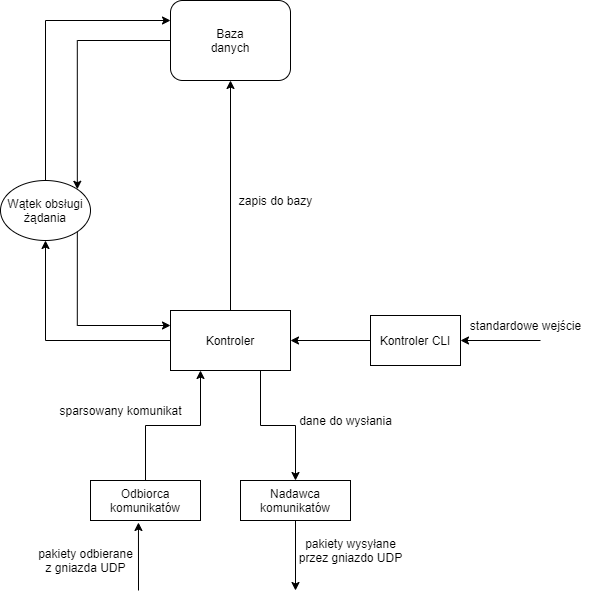 Baza
danych
Wątek obsługi
żądania
zapis do bazy
Kontroler
Kontroler CLI
standardowe wejście
sparsowany komunikat
dane do wysłania
Odbiorca
komunikatów
Nadawca
komunikatów
pakiety odbierane
z gniazda UDP
pakiety wysyłane
przez gniazdo UDP